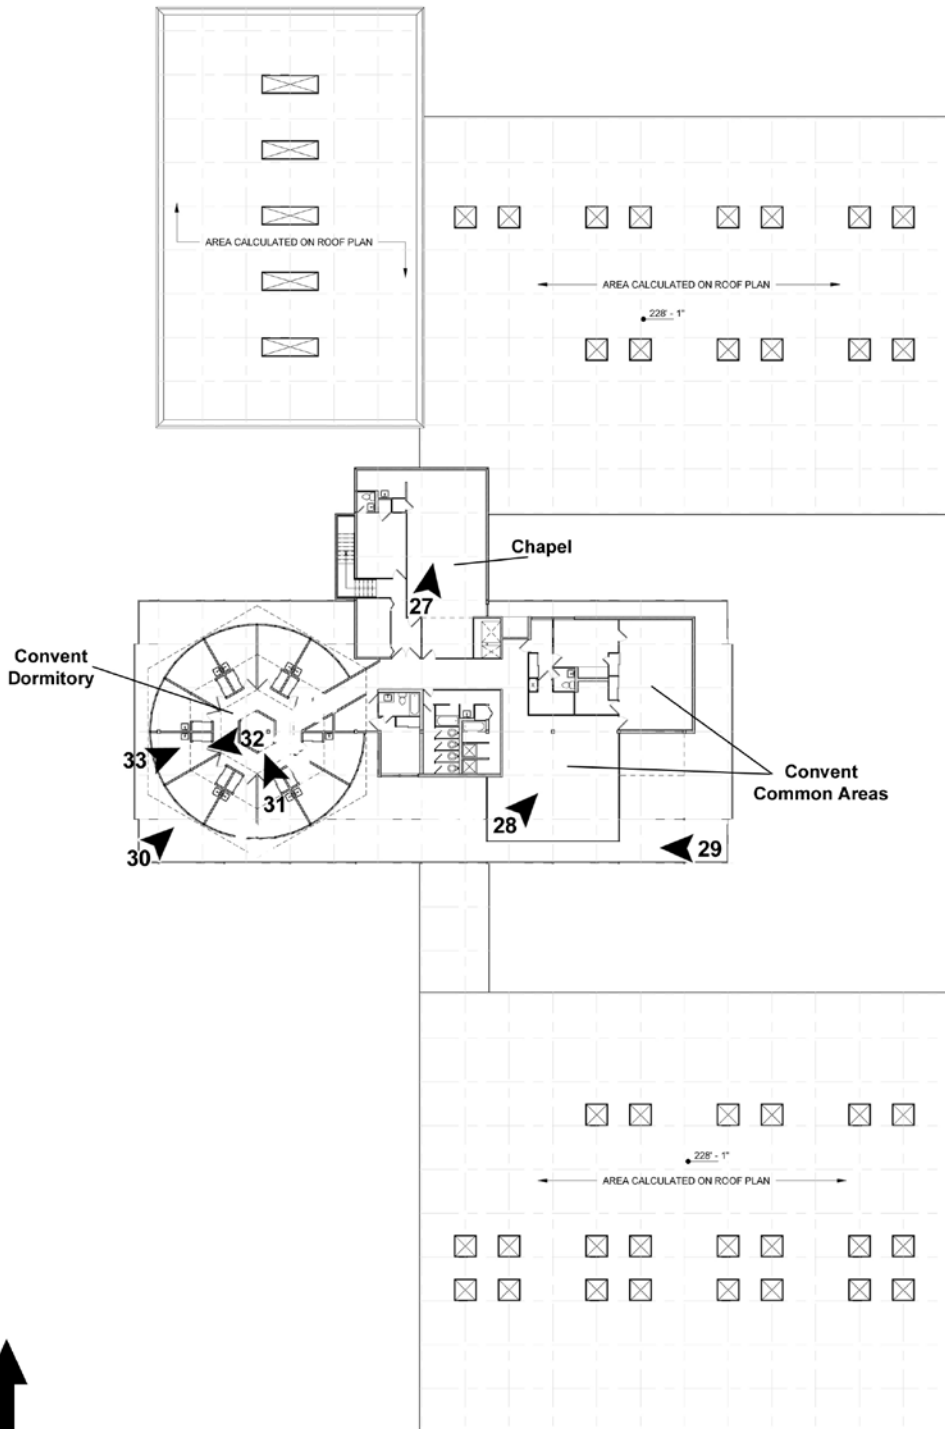 AREA CALCULATED ON ROOF PLAN
AREA CALCULATED ON ROOF PLAN
228' - 1"
Chapel
27
Convent
Dormitory
32
33
31
30
28
29
Convent
Common Areas
228' - 1"
AREA CALCULATED ON ROOF PLAN